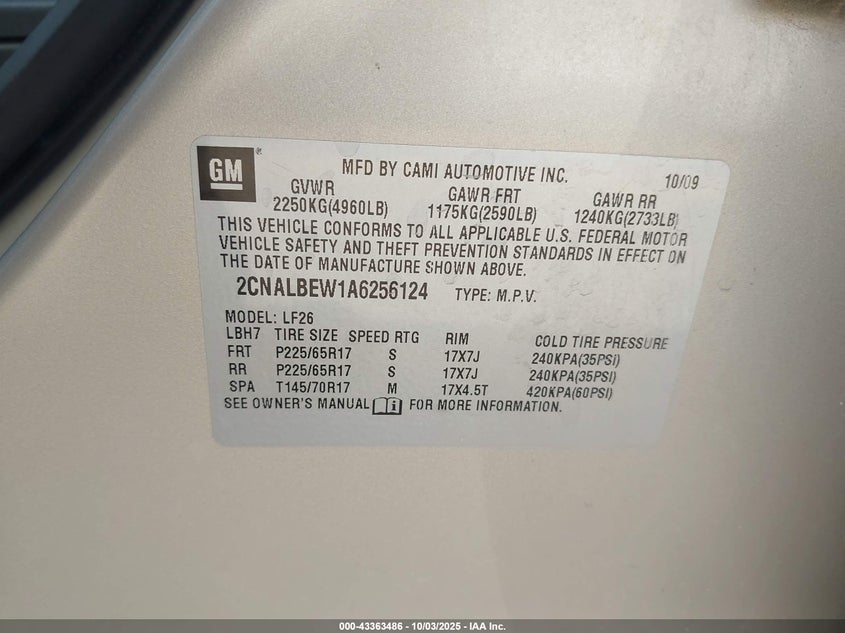 GM
MFD BY CAMI AUTOMOTIVE INC. 10/09
GVWR GAWR FRT GAWR RR
2250KG(4960LB) 1175KG(2590LB) 1240KG(2733LB)
THIS VEHICLE CONFORMS TO ALL APPLICABLE U.S. FEDERAL MOTOR
VEHICLE SAFETY AND THEFT PREVENTION STANDARDS IN EFFECT ON
THE DATE OF MANUFACTURE SHOWN ABOVE.
2CNALBEW1A6256124 TYPE: M.P.V.
MODEL: LF26
LBH7 TIRE SIZE SPEED RTG RIM COLD TIRE PRESSURE
FRT P225/65R17 S 17X7J 240KPA(35PSI)
RR P225/65R17 S 17X7J 240KPA(35PSI)
SPA T145/70R17 M 17X4.5T 420KPA(60PSI)
SEE OWNER'S MANUAL FOR MORE INFORMATION.
000-43363486 - 10/03/2025 - IAA Inc.